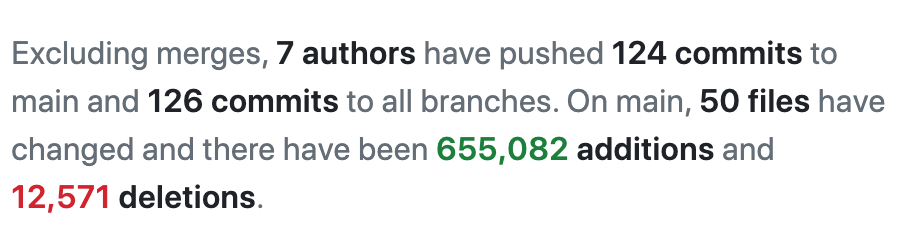 Excluding merges, 7 authors have pushed 124 commits to
main and 126 commits to all branches. On main, 50 files have
changed and there have been 655,082 additions and
12,571 deletions.